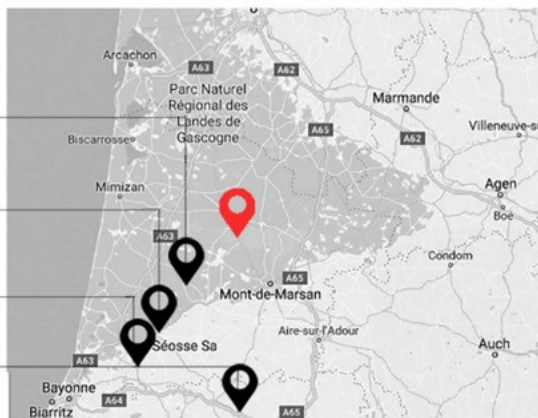 Arcachon
A63
A62
Parc Naturel
Régional des
Landes de
Gascogne
Marmande
A65
A62
Villeneuve-s
Biscarrosse
Mimizan
Agen
Boé
A63
Condom
A65
Mont-de-Marsan
Séosse Sa
Aire-sur-l'Adour
Auch
A63
Bayonne
A64
A65
Biarritz